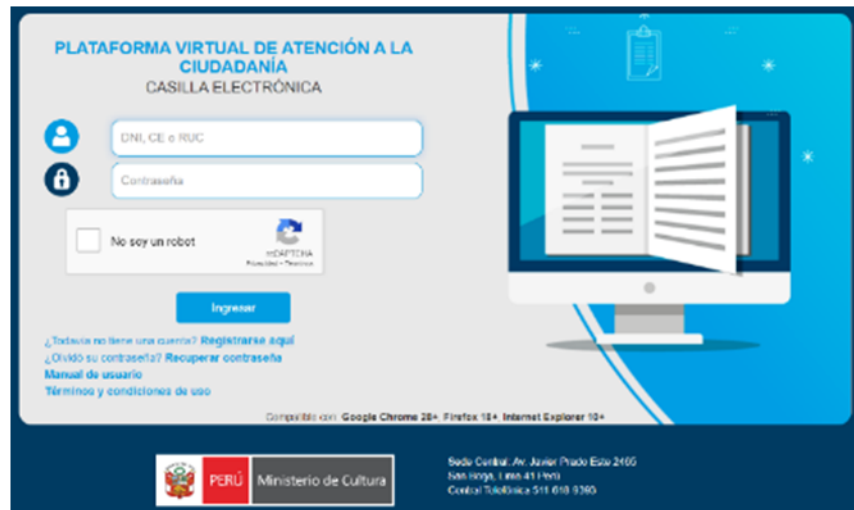 PLATAFORMA VIRTUAL DE ATENCIÓN A LA
CIUDADANÍA
CASILLA ELECTRÓNICA
DNI, CE o RUC
Contraseña
No soy un robot
reCAPTCHA
Privacidad - Términos
Ingresar
¿Todavía no tiene una cuenta? Registrarse aquí
¿Olvidó su contraseña? Recuperar contraseña
Manual de usuario
Términos y condiciones de uso
Compatible con: Google Chrome 28+, Firefox 18+, Internet Explorer 10+
PERÚ Ministerio de Cultura
Sede Central: Av. Javier Prado Este 2465
San Borja, Lima 41 Perú
Central Telefónica 511 618 9393